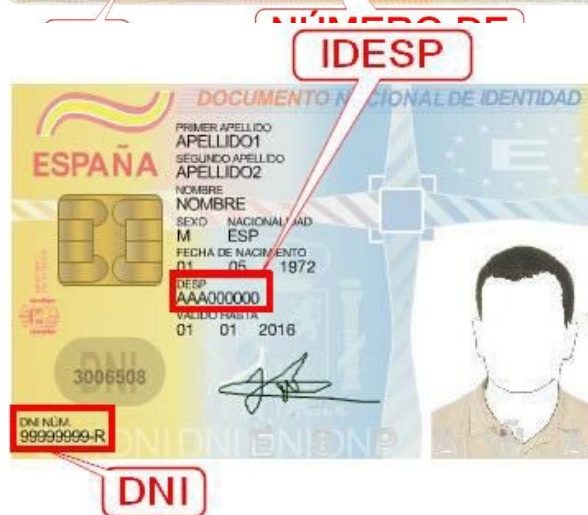 NÚMERO DE
IDESP
DOCUMENTO NACIONAL DE IDENTIDAD
ESPAÑA
PRIMER APELLIDO
APELLIDO1
SEGUNDO APELLIDO
APELLIDO2
NOMBRE
NOMBRE
SEXO NACIONALIDAD
M ESP
FECHA DE NACIMIENTO
01 05 1972
IDESP
AAA000000
VALIDO HASTA
01 01 2016
DNI
3006508
DNI NÚM.
99999999-R
DNI